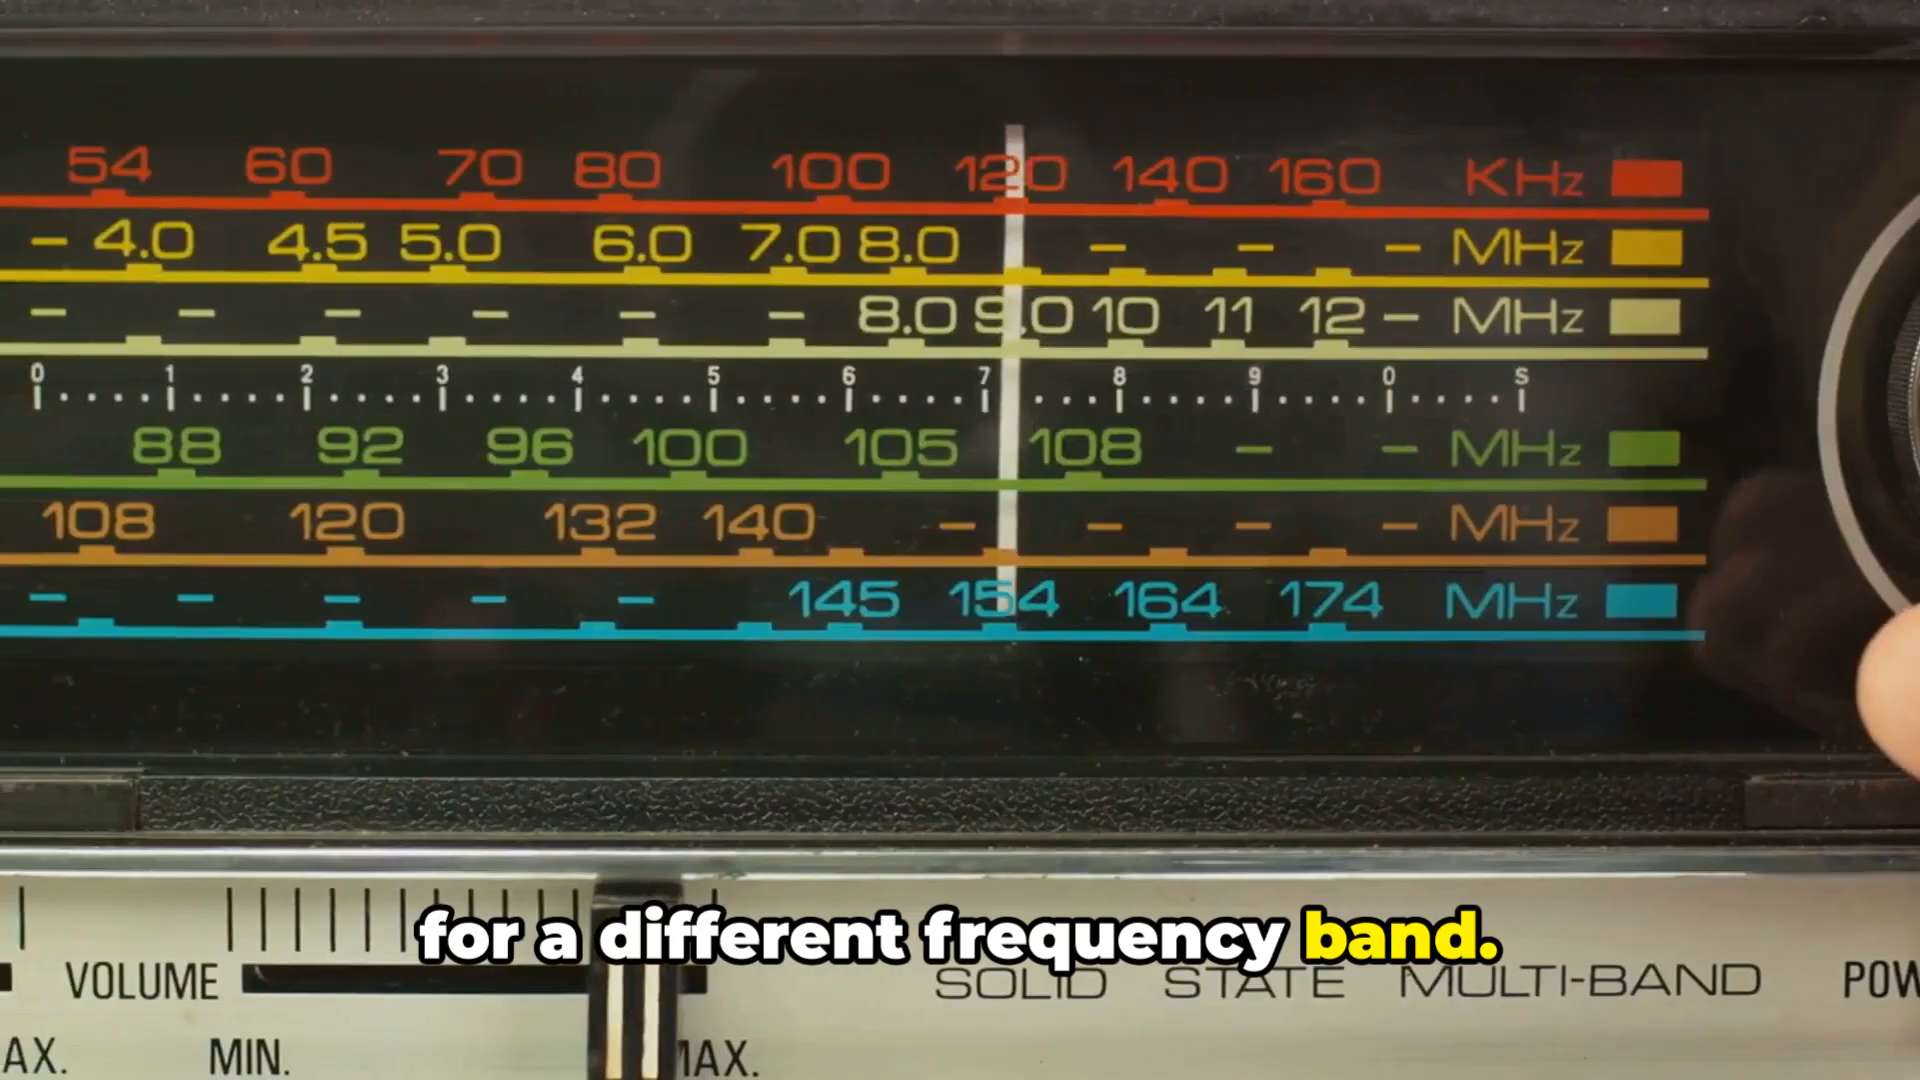 54 60 70 80 100 120 140 160 KHz
– 4.0 4.5 5.0 6.0 7.0 8.0 – – – MHz
– – – – – – 8.0 9.0 10 11 12 – MHz
0 1 2 3 4 5 6 7 8 9 0 S
88 92 96 100 105 108 – – MHz
108 120 132 140 – – – – MHz
– – – – – 145 154 164 174 MHz
for a different frequency band.
VOLUME SOLID STATE MULTI-BAND
MIN.